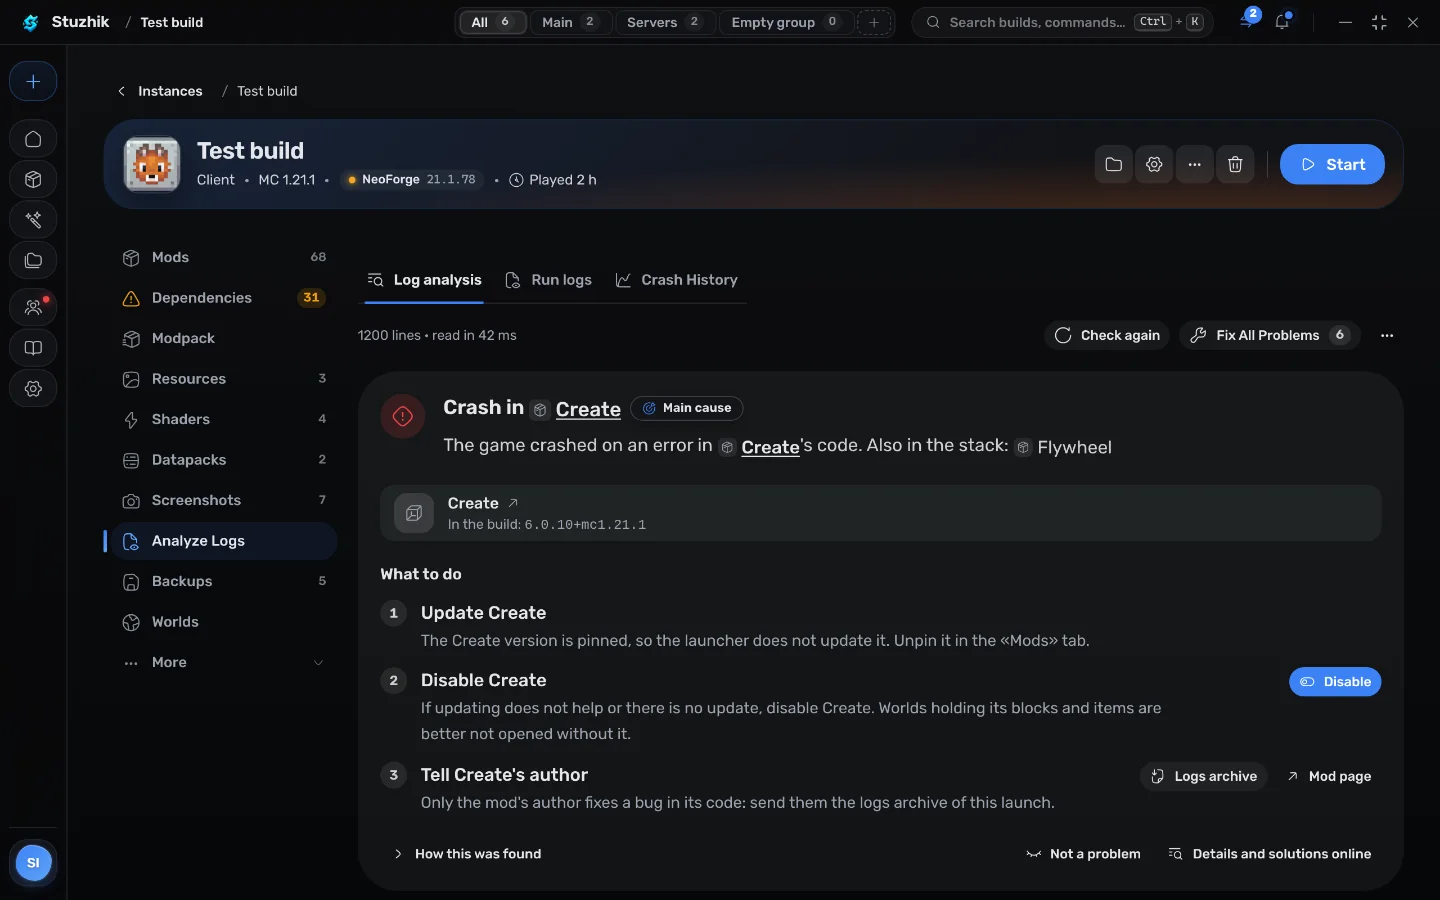 Stuzhik / Test build
All 6
Main 2
Servers 2
Empty group 0
+
Search builds, commands... Ctrl + K
2
Instances / Test build
Test build
Client • MC 1.21.1 • NeoForge 21.1.78 • Played 2 h
Start
Mods 68
Dependencies 31
Modpack
Resources 3
Shaders 4
Datapacks 2
Screenshots 7
Analyze Logs
Backups 5
Worlds
More
SI
Log analysis
Run logs
Crash History
1200 lines • read in 42 ms
Check again
Fix All Problems 6
Crash in Create Main cause
The game crashed on an error in Create's code. Also in the stack: Flywheel
Create ↗
In the build: 6.0.10+mc1.21.1
What to do
1 Update Create
The Create version is pinned, so the launcher does not update it. Unpin it in the «Mods» tab.
2 Disable Create
Disable
If updating does not help or there is no update, disable Create. Worlds holding its blocks and items are
better not opened without it.
3 Tell Create's author
Logs archive
Mod page
Only the mod's author fixes a bug in its code: send them the logs archive of this launch.
How this was found
Not a problem
Details and solutions online